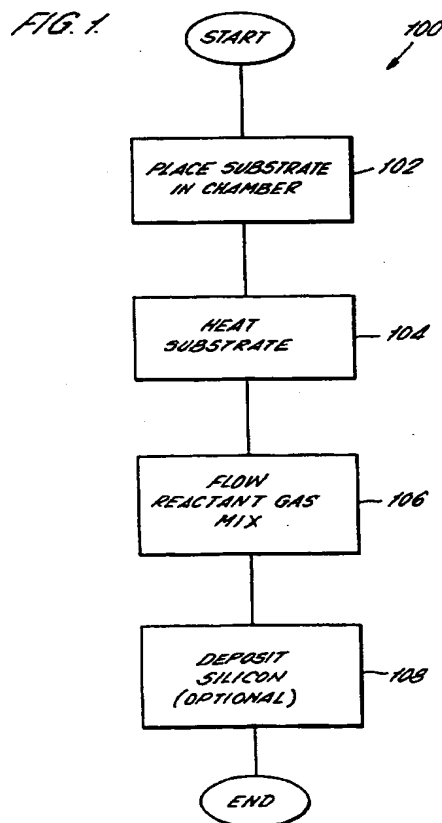 FIG. 1.
START
100
PLACE SUBSTRATE
IN CHAMBER
102
HEAT
SUBSTRATE
104
FLOW
REACTANT GAS
MIX
106
DEPOSIT
SILICON
(OPTIONAL)
108
END